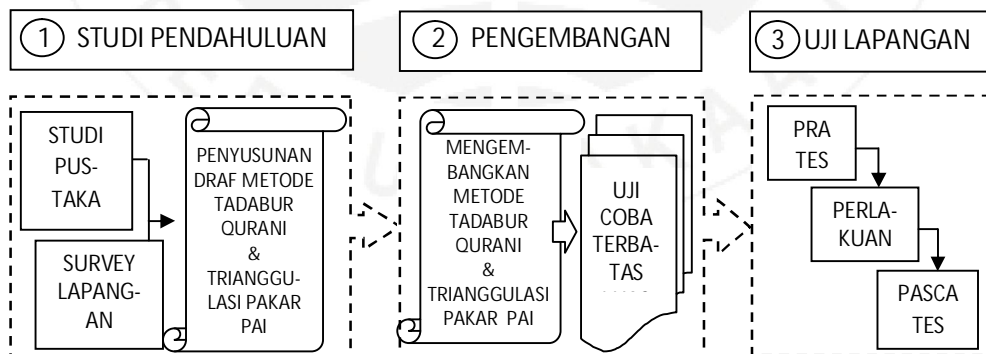 1 STUDI PENDAHULUAN
2 PENGEMBANGAN
3 UJI LAPANGAN
STUDI
PUS-
TAKA
SURVEY
LAPANG-
AN
PENYUSUNAN
DRAF METODE
TADABUR
QURANI
&
TRIANGGU-
LASI PAKAR
PAI
MENGEM-
BANGKAN
METODE
TADABUR
QURANI
&
TRIANGGULASI
PAKAR PAI
UJI
COBA
TERBA-
TAS
PRA
TES
PERLA-
KUAN
PASCA
TES